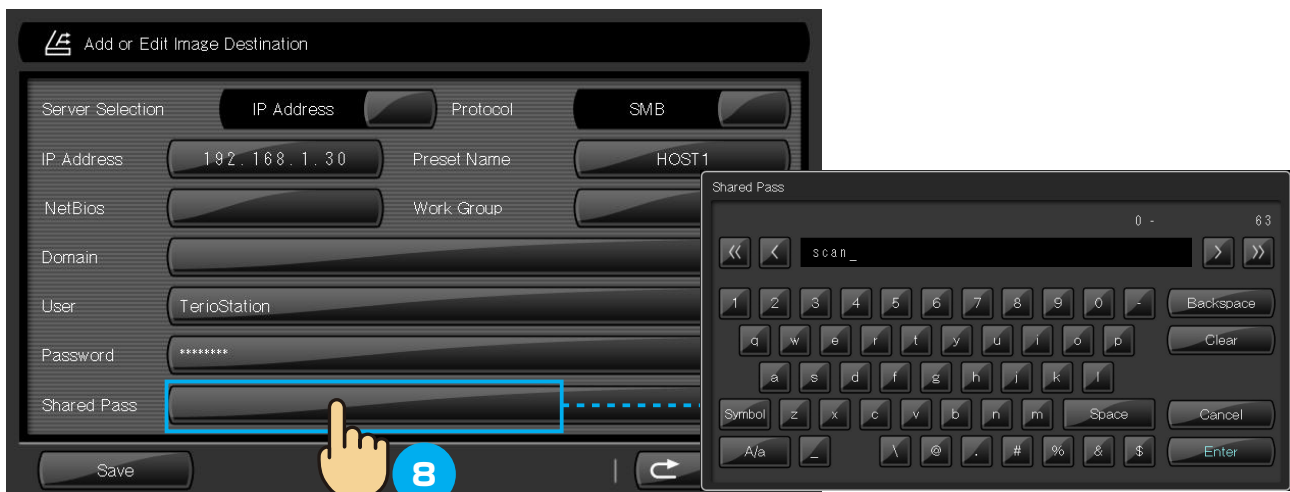 Add or Edit Image Destination
Server Selection IP Address Protocol SMB
IP Address 192.168.1.30 Preset Name HOST1
NetBios Work Group
Domain
User TerioStation
Password ********
Shared Pass
Save
8
Shared Pass
0 - 63
« < scan_ > »
1 2 3 4 5 6 7 8 9 0 - Backspace
q w e r t y u i o p Clear
a s d f g h j k l
Symbol z x c v b n m Space Cancel
A/a _ \ @ . # % & $ Enter